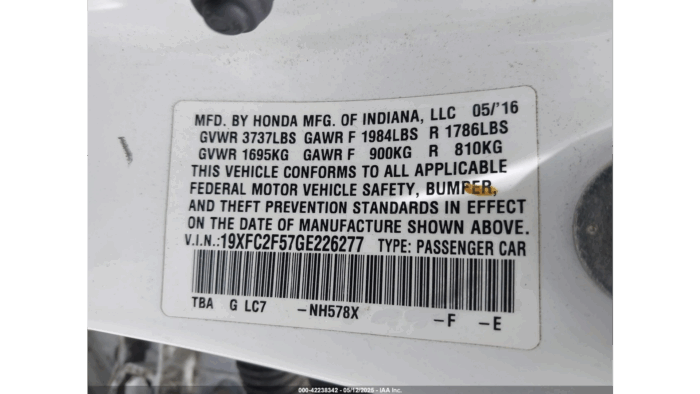 MFD. BY HONDA MFG. OF INDIANA, LLC 05/'16
GVWR 3737LBS GAWR F 1984LBS R 1786LBS
GVWR 1695KG GAWR F 900KG R 810KG
THIS VEHICLE CONFORMS TO ALL APPLICABLE
FEDERAL MOTOR VEHICLE SAFETY, BUMPER,
AND THEFT PREVENTION STANDARDS IN EFFECT
ON THE DATE OF MANUFACTURE SHOWN ABOVE.
V.I.N.:19XFC2F57GE226277 TYPE: PASSENGER CAR
TBA G LC7 -NH578X -F -E
000-42238342 - 05/12/2025 - IAA Inc.